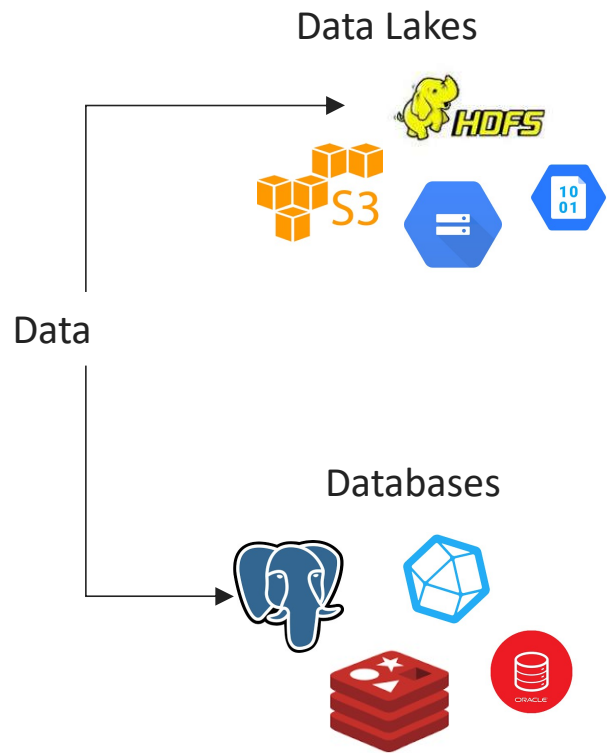 Data Lakes
HDFS
S3
10
01
Data
Databases
ORACLE